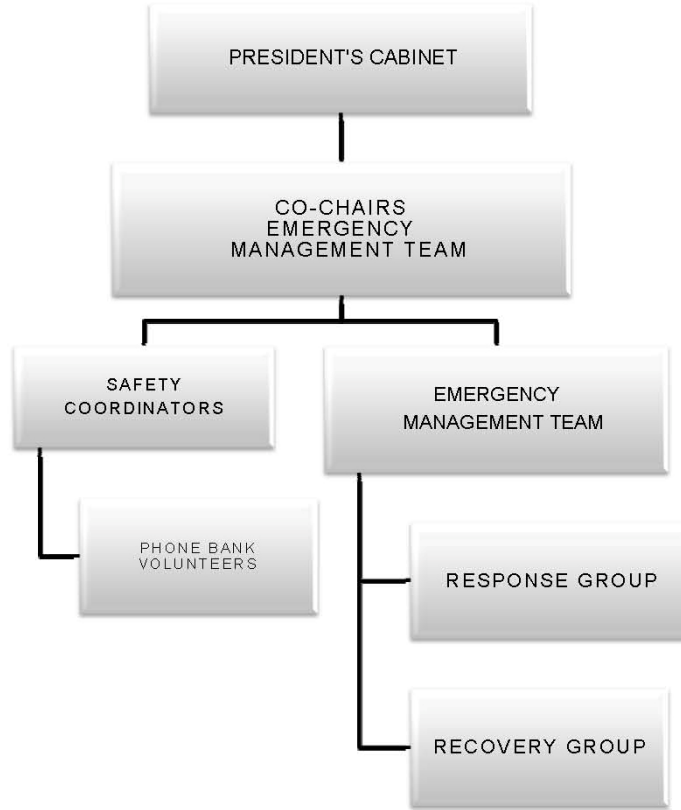 PRESIDENT'S CABINET
CO-CHAIRS
EMERGENCY
MANAGEMENT TEAM
SAFETY
COORDINATORS
EMERGENCY
MANAGEMENT TEAM
PHONE BANK
VOLUNTEERS
RESPONSE GROUP
RECOVERY GROUP